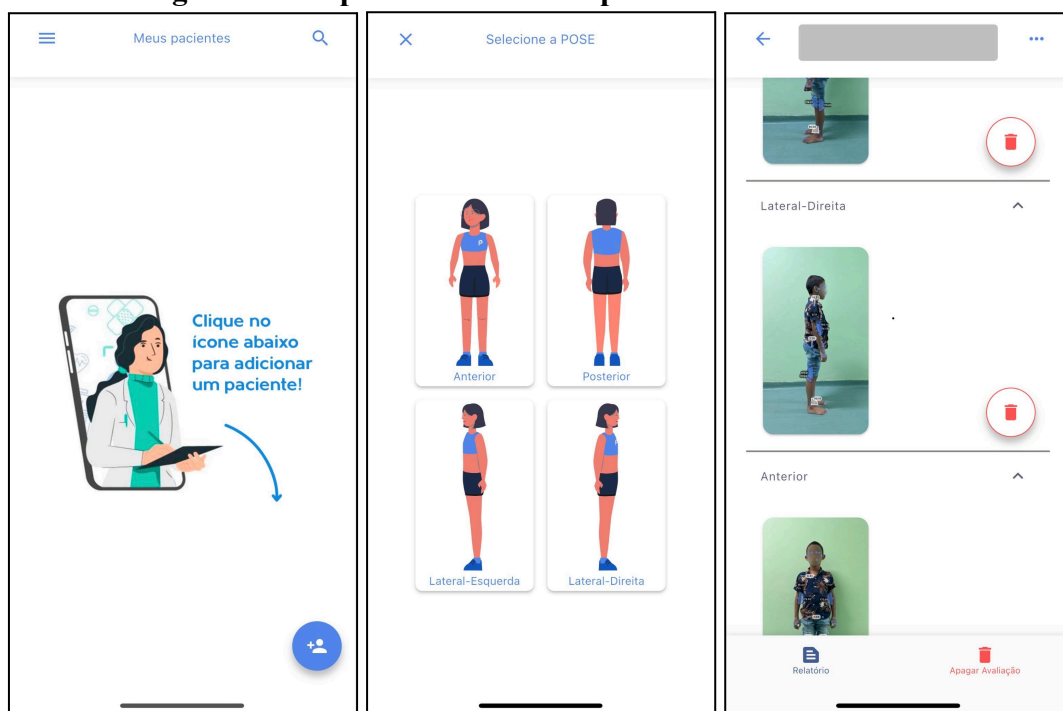 Meus pacientes
Clique no
icone abaixo
para adicionar
um paciente!
Selecione a POSE
Anterior
Posterior
Lateral-Esquerda
Lateral-Direita
Lateral-Direita
Anterior
Relatório
Apagar Avaliação